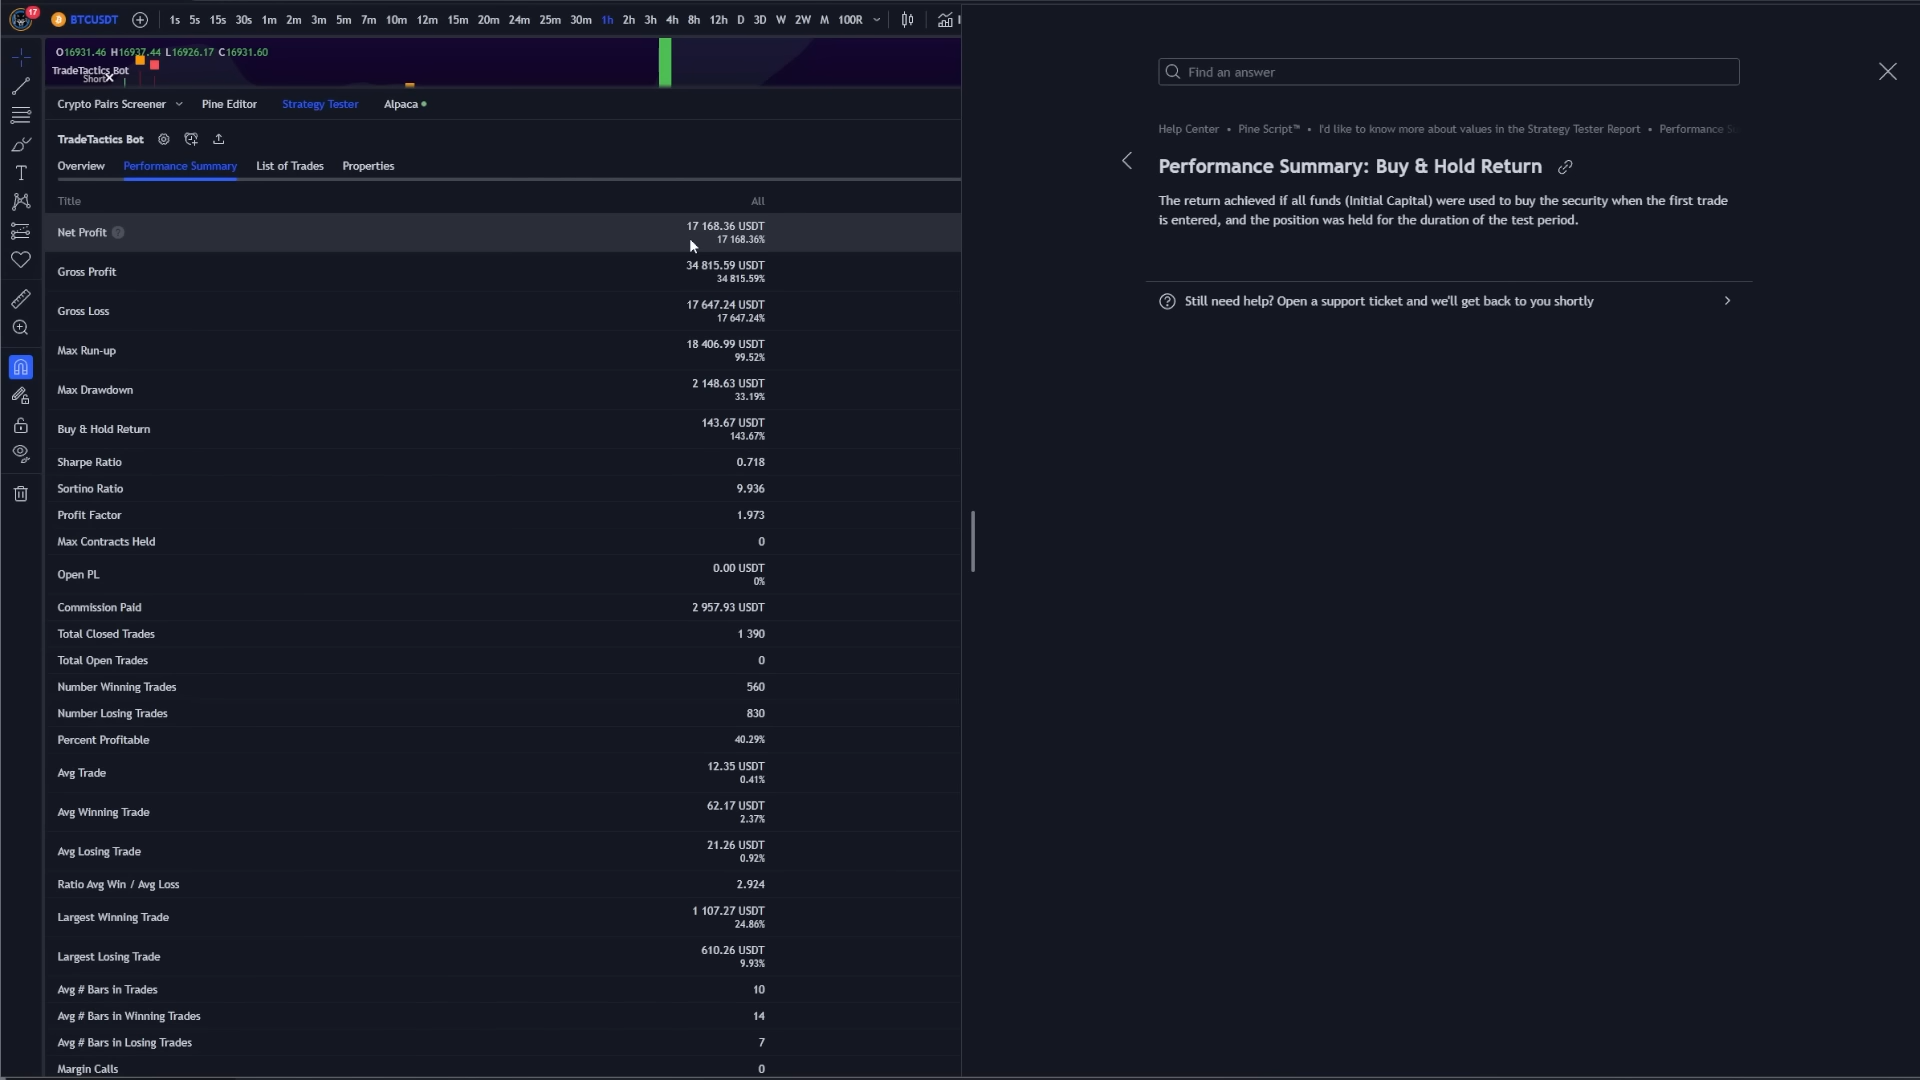 17
BTCUSDT 1s 5s 15s 30s 1m 2m 3m 5m 7m 10m 12m 15m 20m 24m 25m 30m 1h 2h 3h 4h 8h 12h D 3D W 2W M 100R
O16931.46 H16937.44 L16926.17 C16931.60
TradeTactics Bot
Short
Crypto Pairs Screener Pine Editor Strategy Tester Alpaca
TradeTactics Bot
Overview Performance Summary List of Trades Properties
Title All
Net Profit 17 168.36 USDT
17 168.36%
Gross Profit 34 815.59 USDT
34 815.59%
Gross Loss 17 647.24 USDT
17 647.24%
Max Run-up 18 406.99 USDT
99.52%
Max Drawdown 2 148.63 USDT
33.19%
Buy & Hold Return 143.67 USDT
143.67%
Sharpe Ratio 0.718
Sortino Ratio 9.936
Profit Factor 1.973
Max Contracts Held 0
Open PL 0.00 USDT
0%
Commission Paid 2 957.93 USDT
Total Closed Trades 1 390
Total Open Trades 0
Number Winning Trades 560
Number Losing Trades 830
Percent Profitable 40.29%
Avg Trade 12.35 USDT
0.41%
Avg Winning Trade 62.17 USDT
2.37%
Avg Losing Trade 21.26 USDT
0.92%
Ratio Avg Win / Avg Loss 2.924
Largest Winning Trade 1 107.27 USDT
24.86%
Largest Losing Trade 610.26 USDT
9.93%
Avg # Bars in Trades 10
Avg # Bars in Winning Trades 14
Avg # Bars in Losing Trades 7
Margin Calls 0
Find an answer
Help Center • Pine Script™ • I'd like to know more about values in the Strategy Tester Report • Performance
Performance Summary: Buy & Hold Return
The return achieved if all funds (Initial Capital) were used to buy the security when the first trade
is entered, and the position was held for the duration of the test period.
Still need help? Open a support ticket and we'll get back to you shortly